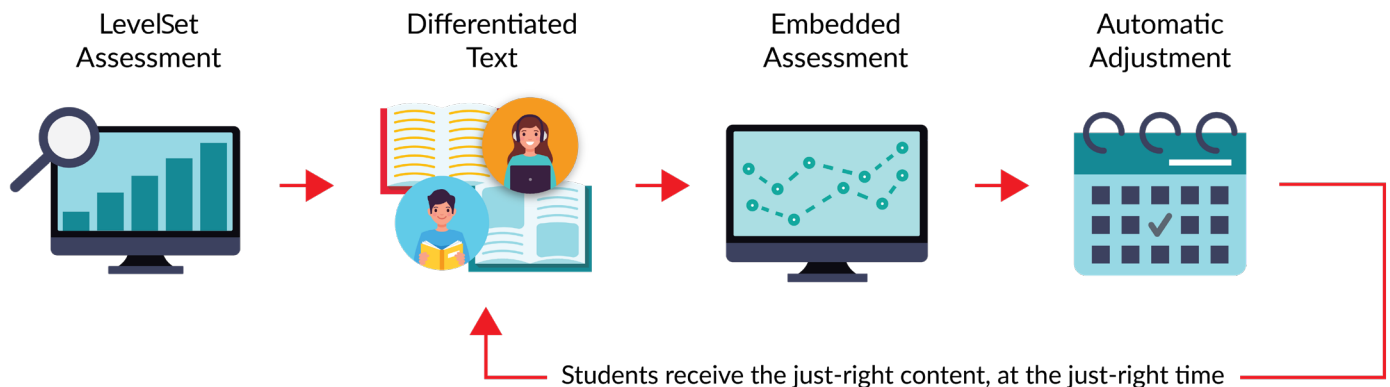 LevelSet
Assessment
Differentiated
Text
Embedded
Assessment
Automatic
Adjustment
Students receive the just-right content, at the just-right time